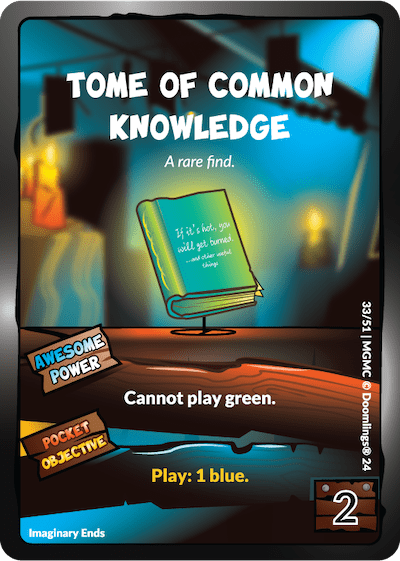 TOME OF COMMON
KNOWLEDGE
A rare find.
If it's hot, you
will get burned.
...and other useful
things
AWESOME
POWER
Cannot play green.
POCKET
OBJECTIVE
Play: 1 blue.
33/51 | MGMC © Doomlings® 24
2
Imaginary Ends